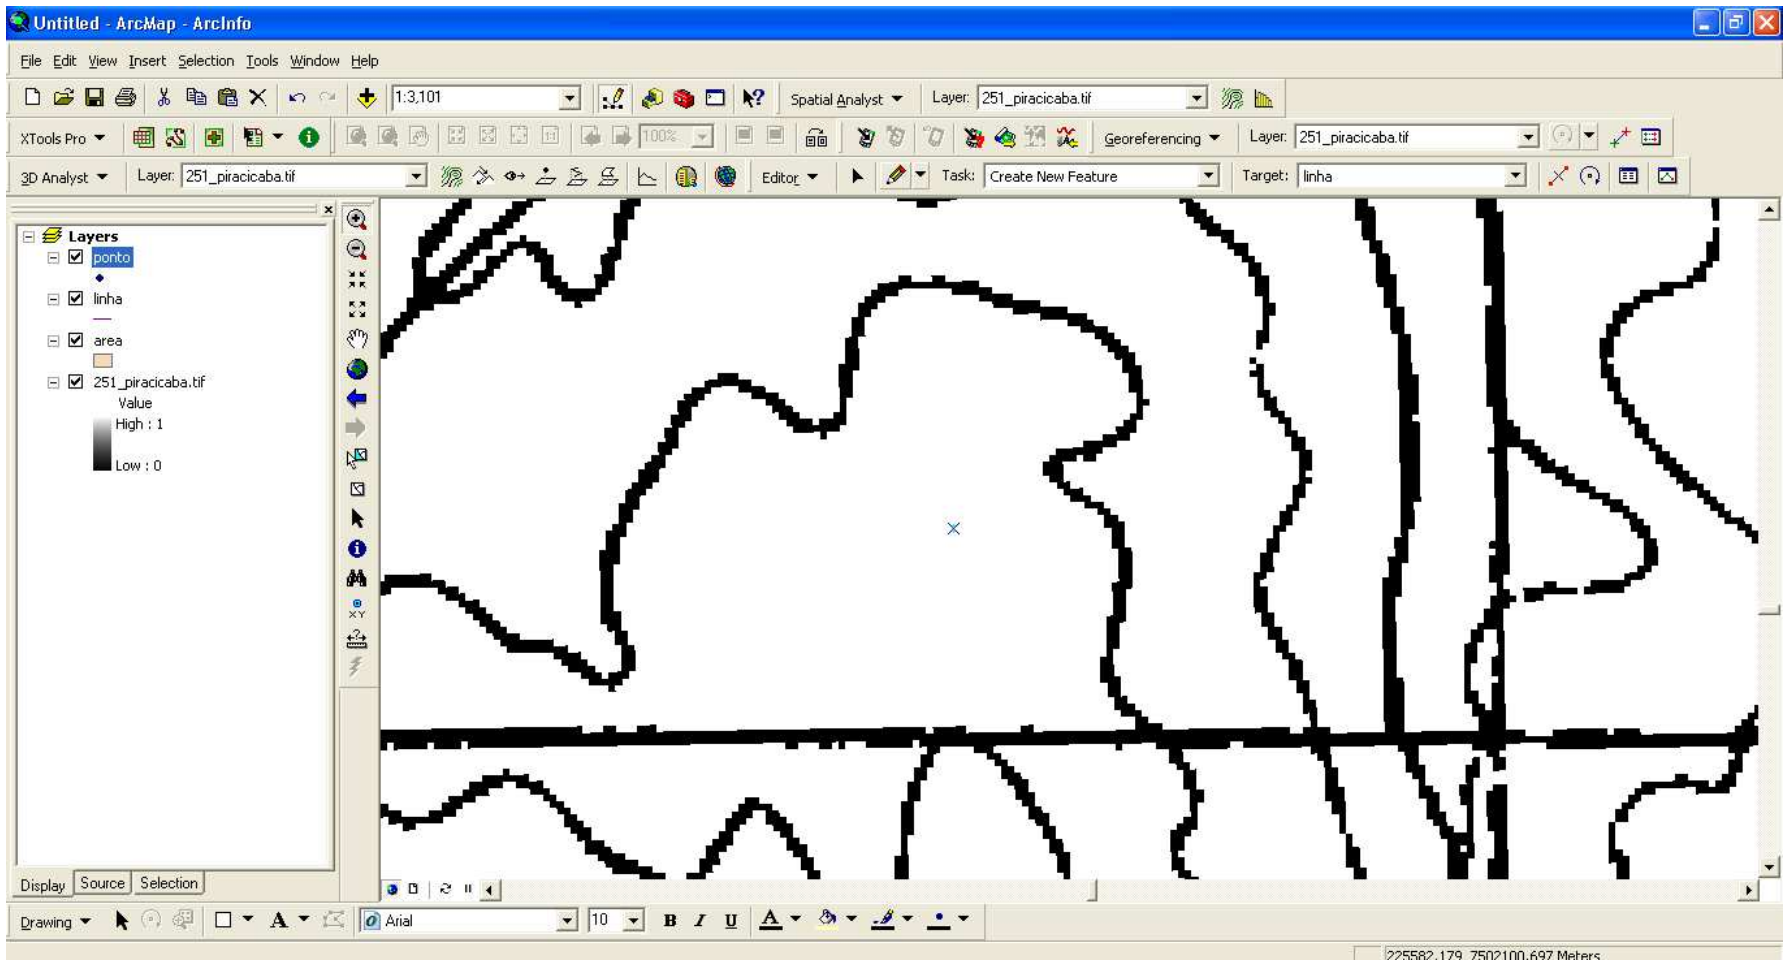 Untitled - ArcMap - ArcInfo
File Edit View Insert Selection Tools Window Help
1:3,101 Spatial Analyst Layer: 251_piracicaba.tif
XTools Pro 100% Georeferencing Layer: 251_piracicaba.tif
3D Analyst Layer: 251_piracicaba.tif Editor Task: Create New Feature Target: linha
Layers
ponto
linha
area
251_piracicaba.tif
Value
High : 1
Low : 0
Display Source Selection
Drawing A Arial 10 B I U A
225582,179 7502100,697 Meters